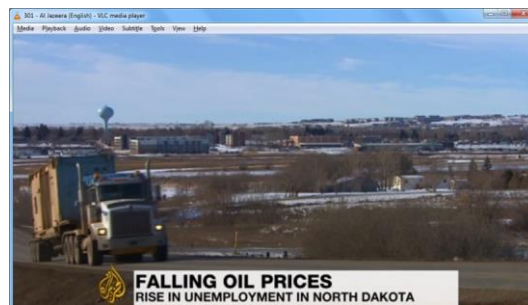 301 - Al Jazeera (English) - VLC media player
Media Playback Audio Video Subtitle Tools View Help
FALLING OIL PRICES
RISE IN UNEMPLOYMENT IN NORTH DAKOTA